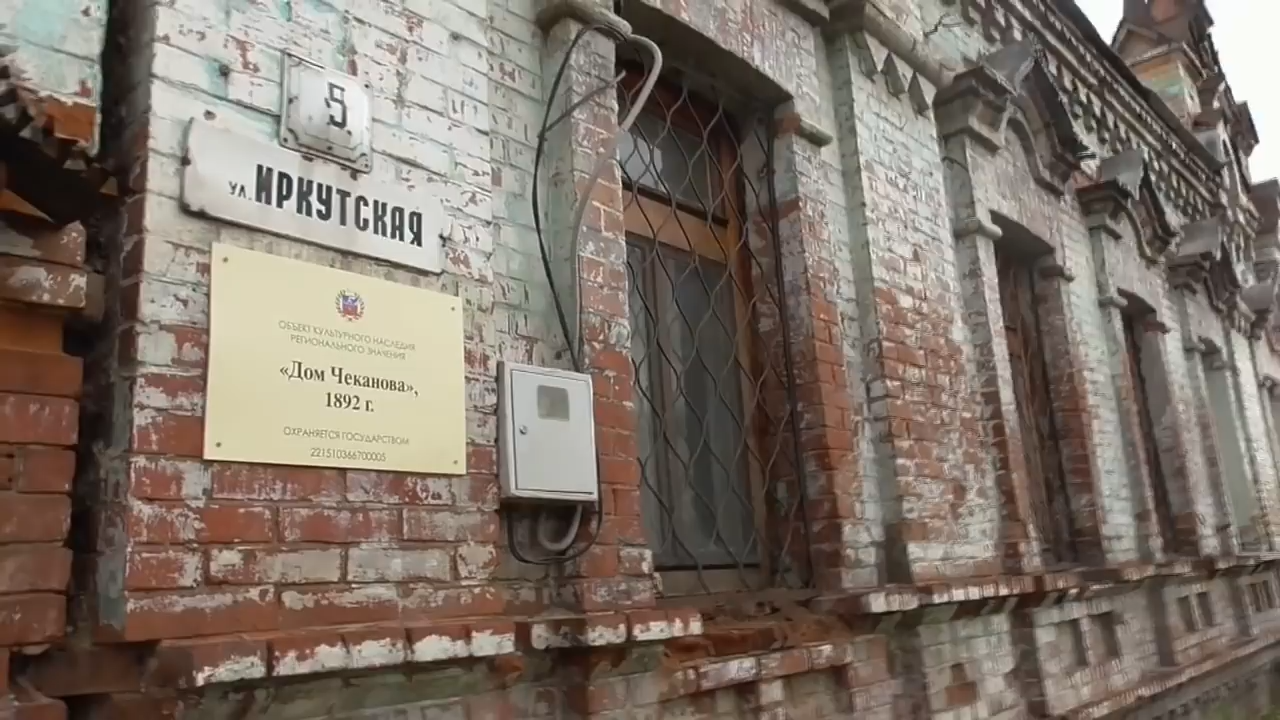 5
ул. ИРКУТСКАЯ
ОБЪЕКТ КУЛЬТУРНОГО НАСЛЕДИЯ
РЕГИОНАЛЬНОГО ЗНАЧЕНИЯ
«Дом Чеканова»,
1892 г.
ОХРАНЯЕТСЯ ГОСУДАРСТВОМ
221510366700005